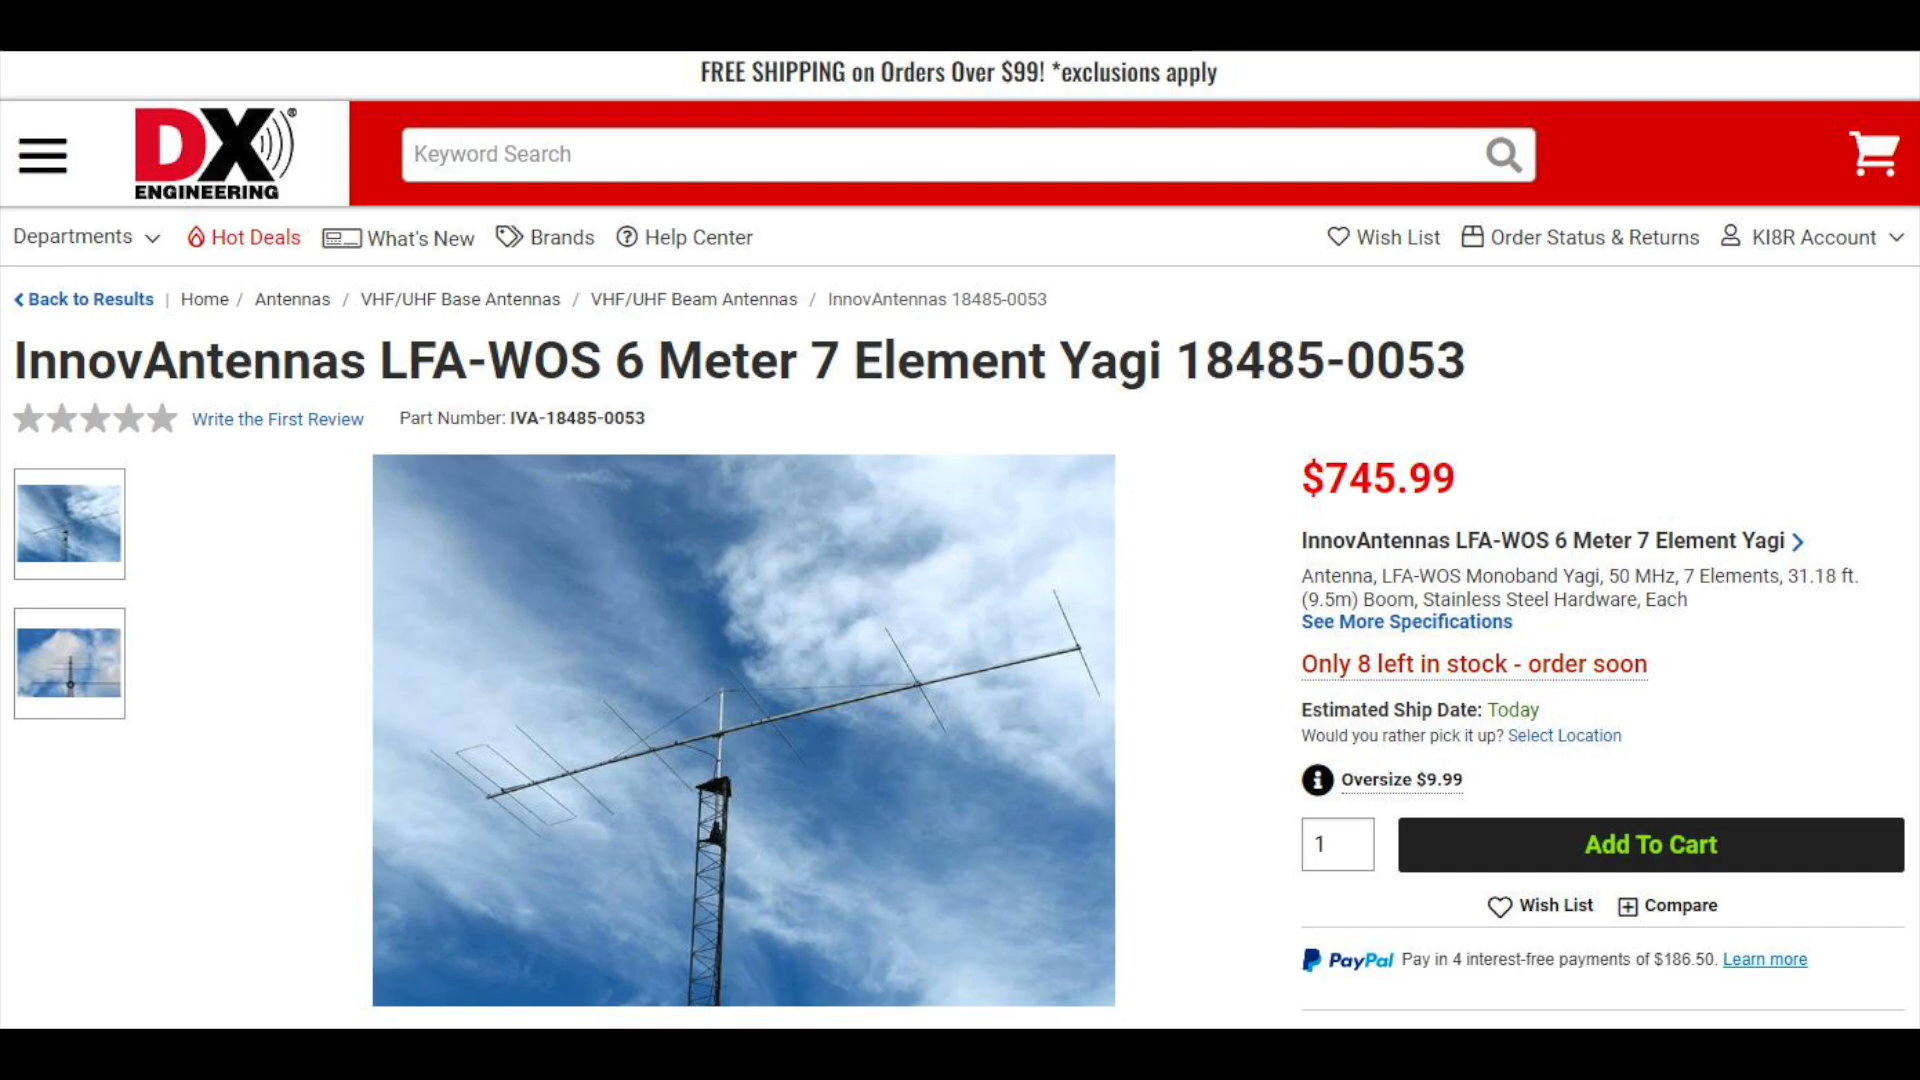 FREE SHIPPING on Orders Over $99! *exclusions apply
DX®
ENGINEERING
Keyword Search
Departments Hot Deals What's New Brands Help Center Wish List Order Status & Returns KI8R Account
Back to Results | Home / Antennas / VHF/UHF Base Antennas / VHF/UHF Beam Antennas / InnovAntennas 18485-0053
InnovAntennas LFA-WOS 6 Meter 7 Element Yagi 18485-0053
Write the First Review Part Number: IVA-18485-0053
$745.99
InnovAntennas LFA-WOS 6 Meter 7 Element Yagi
Antenna, LFA-WOS Monoband Yagi, 50 MHz, 7 Elements, 31.18 ft.
(9.5m) Boom, Stainless Steel Hardware, Each
See More Specifications
Only 8 left in stock - order soon
Estimated Ship Date: Today
Would you rather pick it up? Select Location
Oversize $9.99
1 Add To Cart
Wish List Compare
PayPal Pay in 4 interest-free payments of $186.50. Learn more